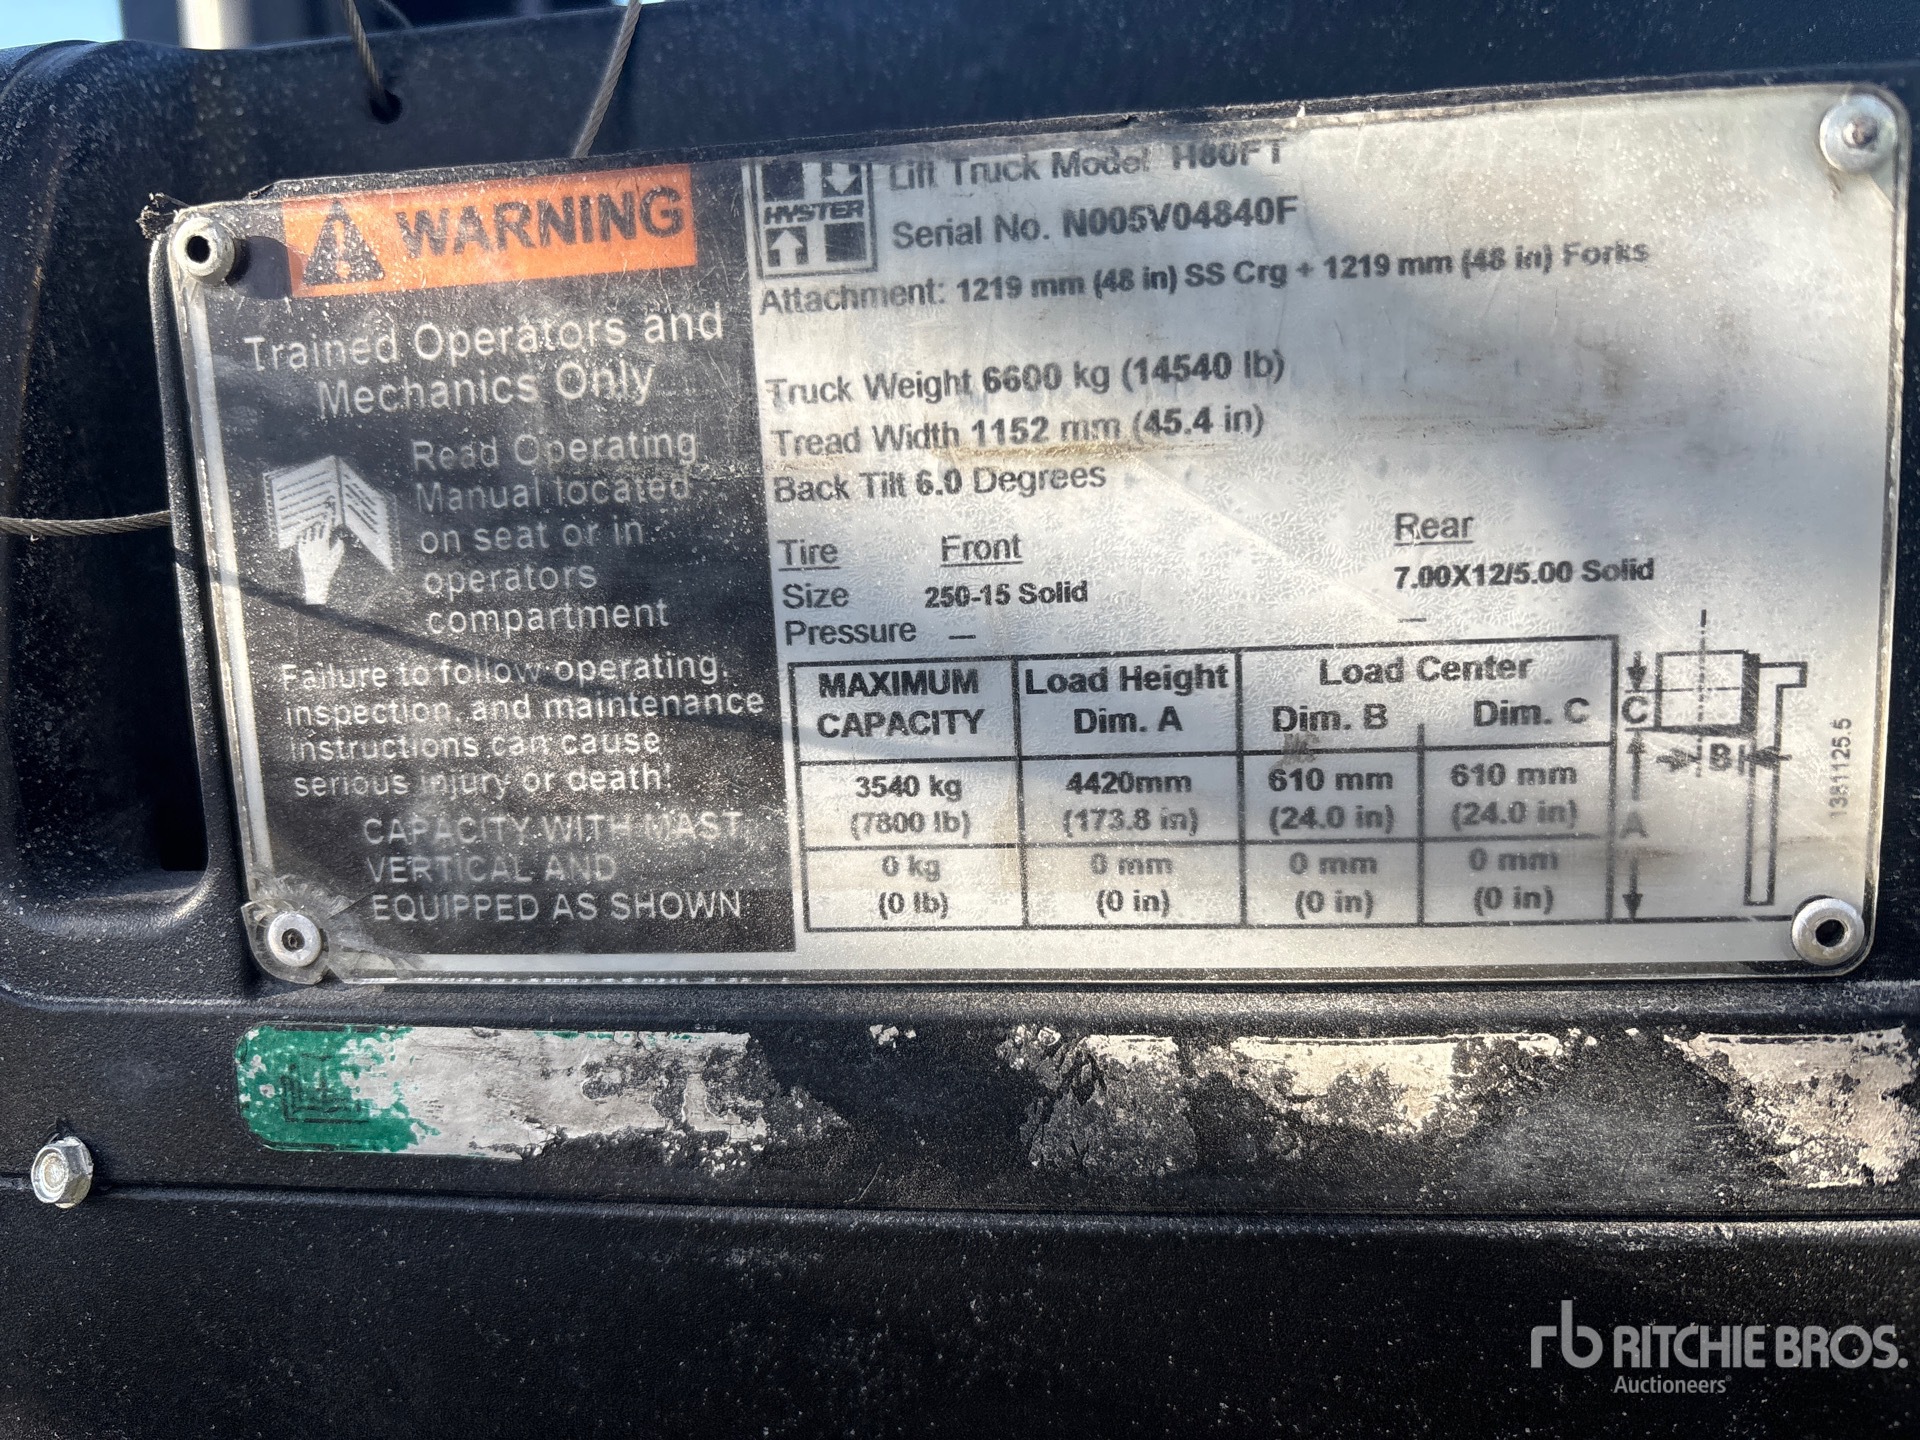 WARNING
Trained Operators and
Mechanics Only
Read Operating
Manual located
on seat or in
operators
compartment
Failure to follow operating,
inspection, and maintenance
instructions can cause
serious injury or death!
CAPACITY WITH MAST
VERTICAL AND
EQUIPPED AS SHOWN
HYSTER
Lift Truck Model H80FT
Serial No. N005V04840F
Attachment: 1219 mm (48 in) SS Crg + 1219 mm (48 in) Forks
Truck Weight 6600 kg (14540 lb)
Tread Width 1152 mm (45.4 in)
Back Tilt 6.0 Degrees
Tire Front Rear
Size 250-15 Solid 7.00X12/5.00 Solid
Pressure — —
MAXIMUM CAPACITY Load Height Dim. A Load Center Dim. B Dim. C
3540 kg 4420mm 610 mm 610 mm
(7800 lb) (173.8 in) (24.0 in) (24.0 in)
0 kg 0 mm 0 mm 0 mm
(0 lb) (0 in) (0 in) (0 in)
C
B
A
1381125.5
rb RITCHIE BROS.
Auctioneers